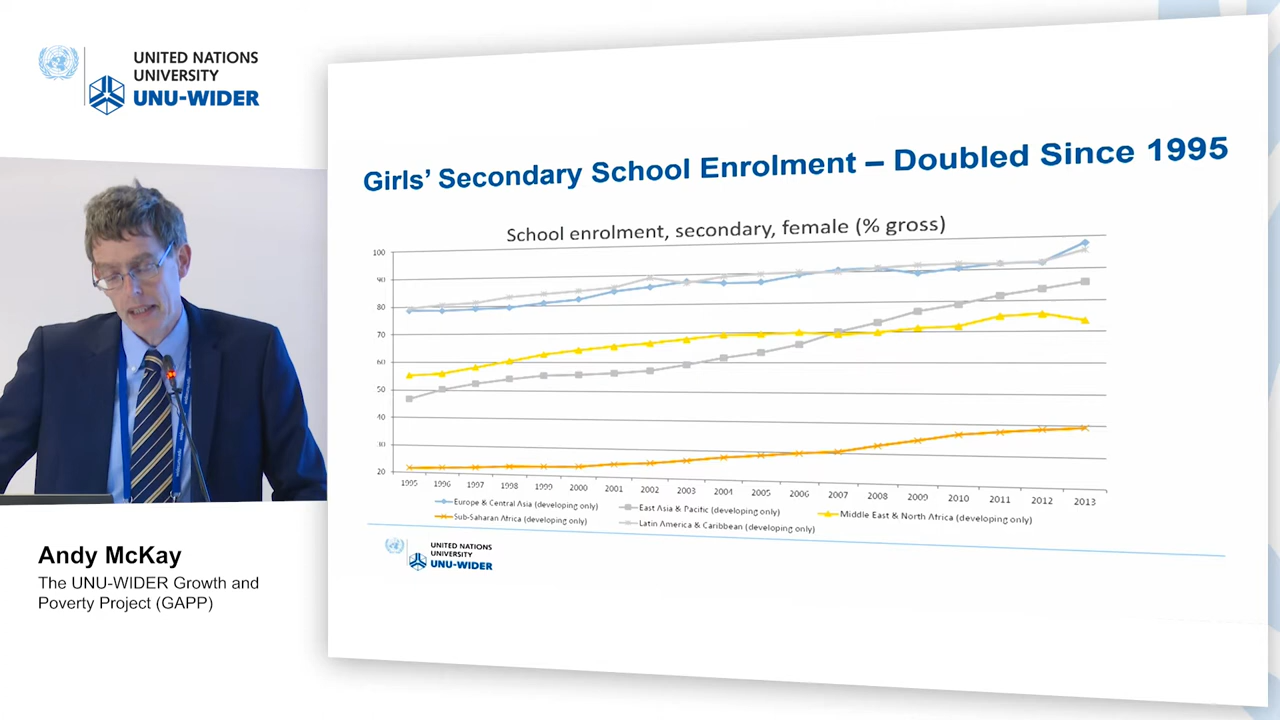 UNITED NATIONS
UNIVERSITY
UNU-WIDER
Girls' Secondary School Enrolment – Doubled Since 1995
School enrolment, secondary, female (% gross)
100
90
80
70
60
50
40
30
20
1995 1996 1997 1998 1999 2000 2001 2002 2003 2004 2005 2006 2007 2008 2009 2010 2011 2012 2013
Europe & Central Asia (developing only) East Asia & Pacific (developing only) Middle East & North Africa (developing only)
Sub-Saharan Africa (developing only) Latin America & Caribbean (developing only)
UNITED NATIONS
UNIVERSITY
UNU-WIDER
Andy McKay
The UNU-WIDER Growth and
Poverty Project (GAPP)